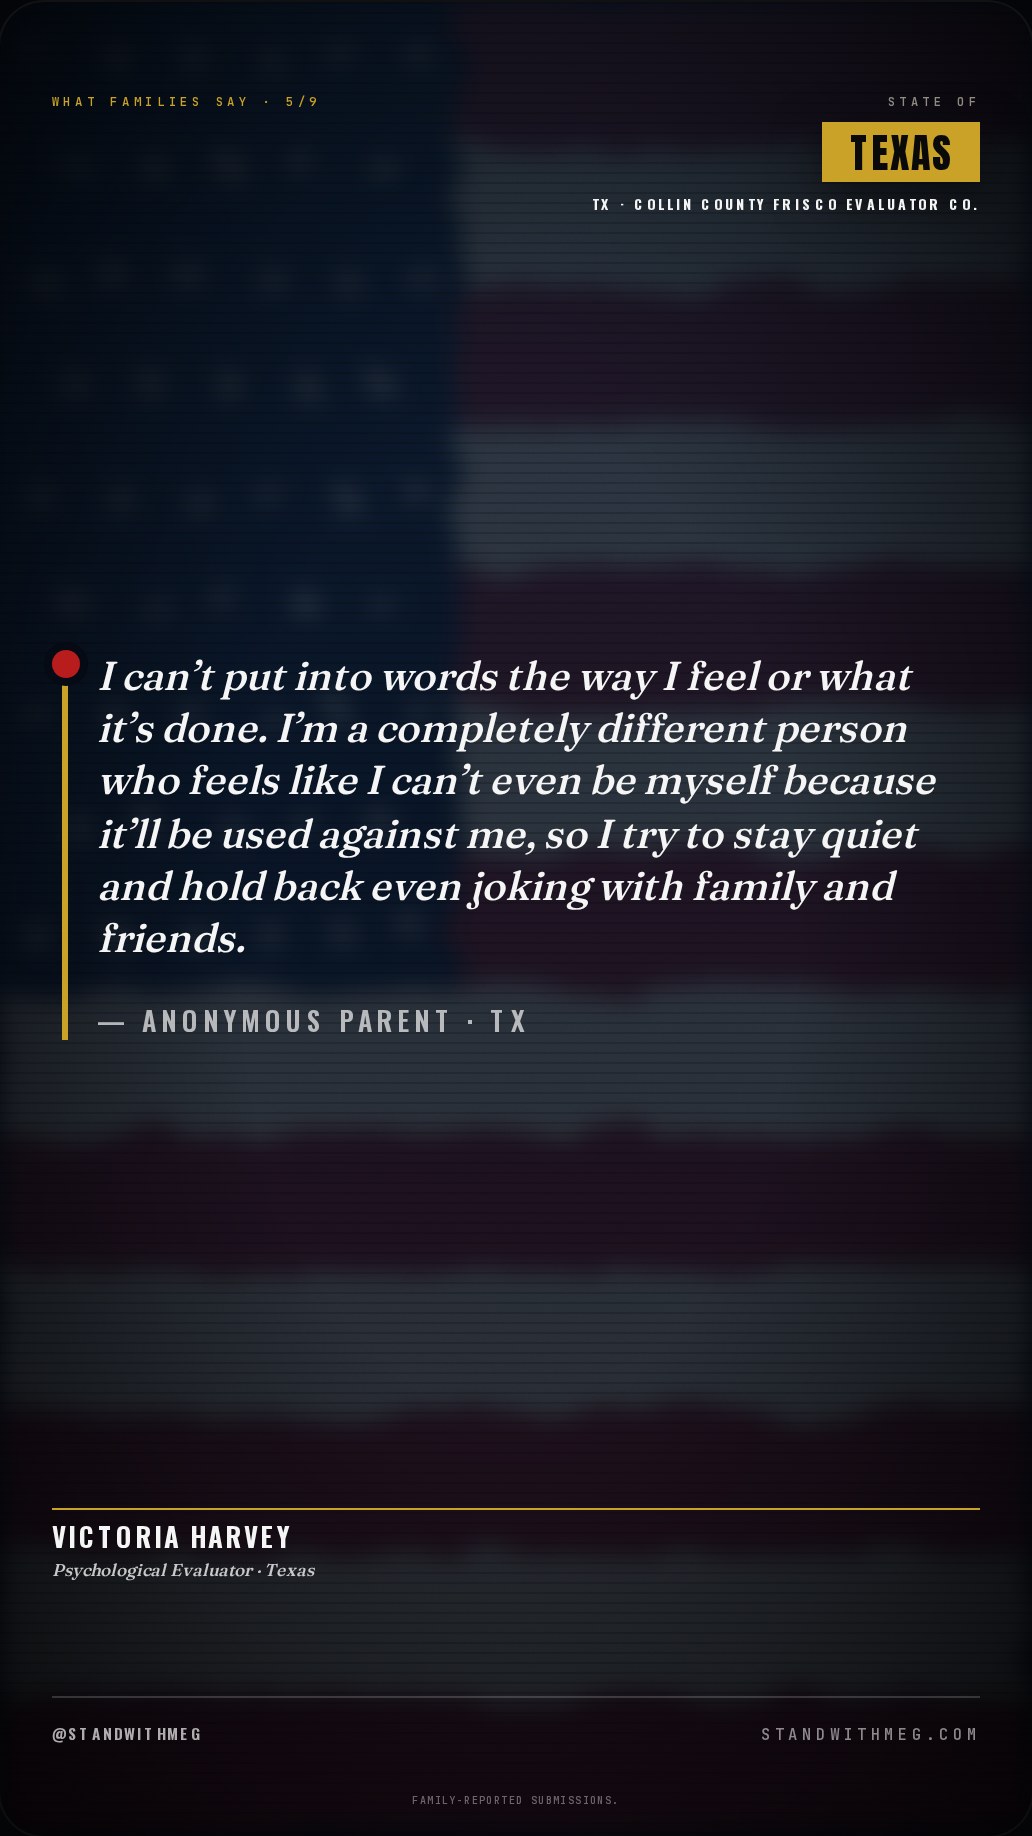 WHAT FAMILIES SAY · 5/9
STATE OF
TEXAS
TX · COLLIN COUNTY FRISCO EVALUATOR CO.
I can’t put into words the way I feel or what
it’s done. I’m a completely different person
who feels like I can’t even be myself because
it’ll be used against me, so I try to stay quiet
and hold back even joking with family and
friends.
— ANONYMOUS PARENT · TX
VICTORIA HARVEY
Psychological Evaluator · Texas
@STANDWITHMEG
STANDWITHMEG.COM
FAMILY-REPORTED SUBMISSIONS.